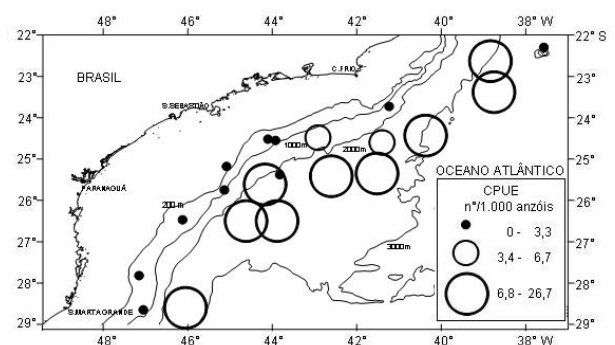 48° 46° 44° 42° 40° 38° W
22° 22° S
23° 23°
24° 24°
25° 25°
26° 26°
27° 27°
28° 28°
29° 29°
BRASIL
C.FRIO
S.SEBASTIÃO
PARANAGUÁ
S.MARTA GRANDE
200 m
1000m
2000m
3000m
OCEANO ATLÂNTICO
CPUE
n°/1.000 anzóis
0 - 3,3
3,4 - 6,7
6,8 - 26,7
48° 46° 44° 42° 40° 38° W